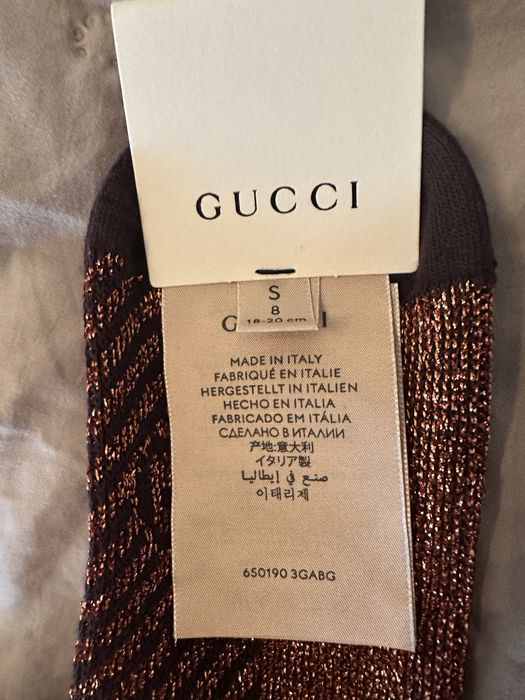 GUCCI
S
8
18-20 cm
MADE IN ITALY
FABRIQUÉ EN ITALIE
HERGESTELLT IN ITALIEN
HECHO EN ITALIA
FABRICADO EM ITÁLIA
СДЕЛАНО В ИТАЛИИ
产地:意大利
イタリア製
صنع في إيطاليا
이태리제
650190 3GABG